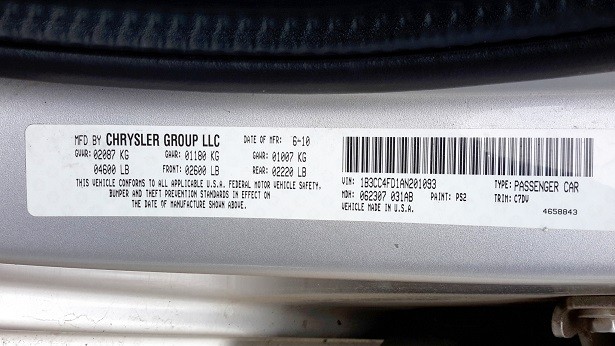 MFD BY CHRYSLER GROUP LLC DATE OF MFR: 6-10
GVWR: 02087 KG GAWR: 01180 KG GAWR: 01007 KG
04600 LB FRONT: 02600 LB REAR: 02220 LB
THIS VEHICLE CONFORMS TO ALL APPLICABLE U.S.A. FEDERAL MOTOR VEHICLE SAFETY,
BUMPER AND THEFT PREVENTION STANDARDS IN EFFECT ON
THE DATE OF MANUFACTURE SHOWN ABOVE.
VIN: 1B3CC4FD1AN201093 TYPE: PASSENGER CAR
MDH: 062307 031AB PAINT: PS2 TRIM: C7DV
VEHICLE MADE IN U.S.A. 4658843